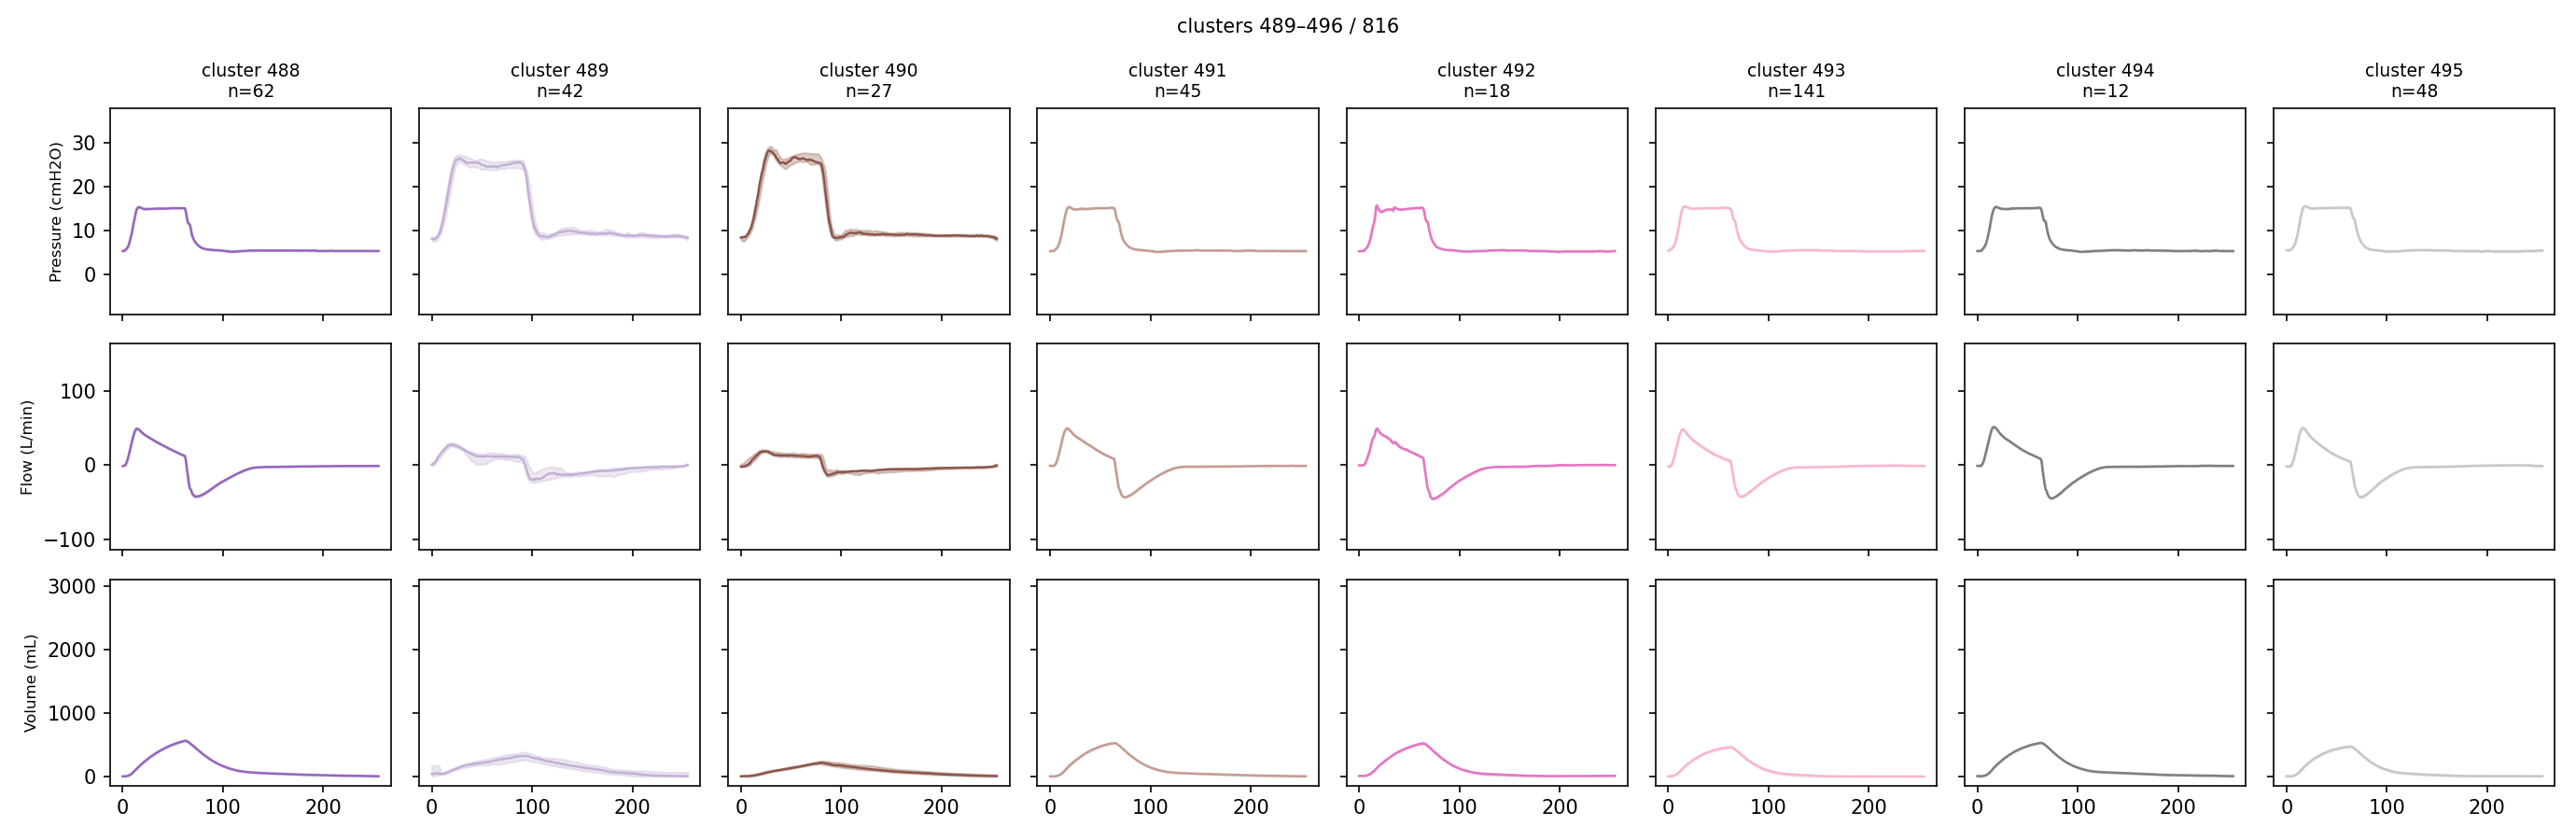 clusters 489–496 / 816
cluster 488
n=62
cluster 489
n=42
cluster 490
n=27
cluster 491
n=45
cluster 492
n=18
cluster 493
n=141
cluster 494
n=12
cluster 495
n=48
Pressure (cmH2O)
30
20
10
0
Flow (L/min)
100
0
−100
Volume (mL)
3000
2000
1000
0
0 100 200
0 100 200
0 100 200
0 100 200
0 100 200
0 100 200
0 100 200
0 100 200